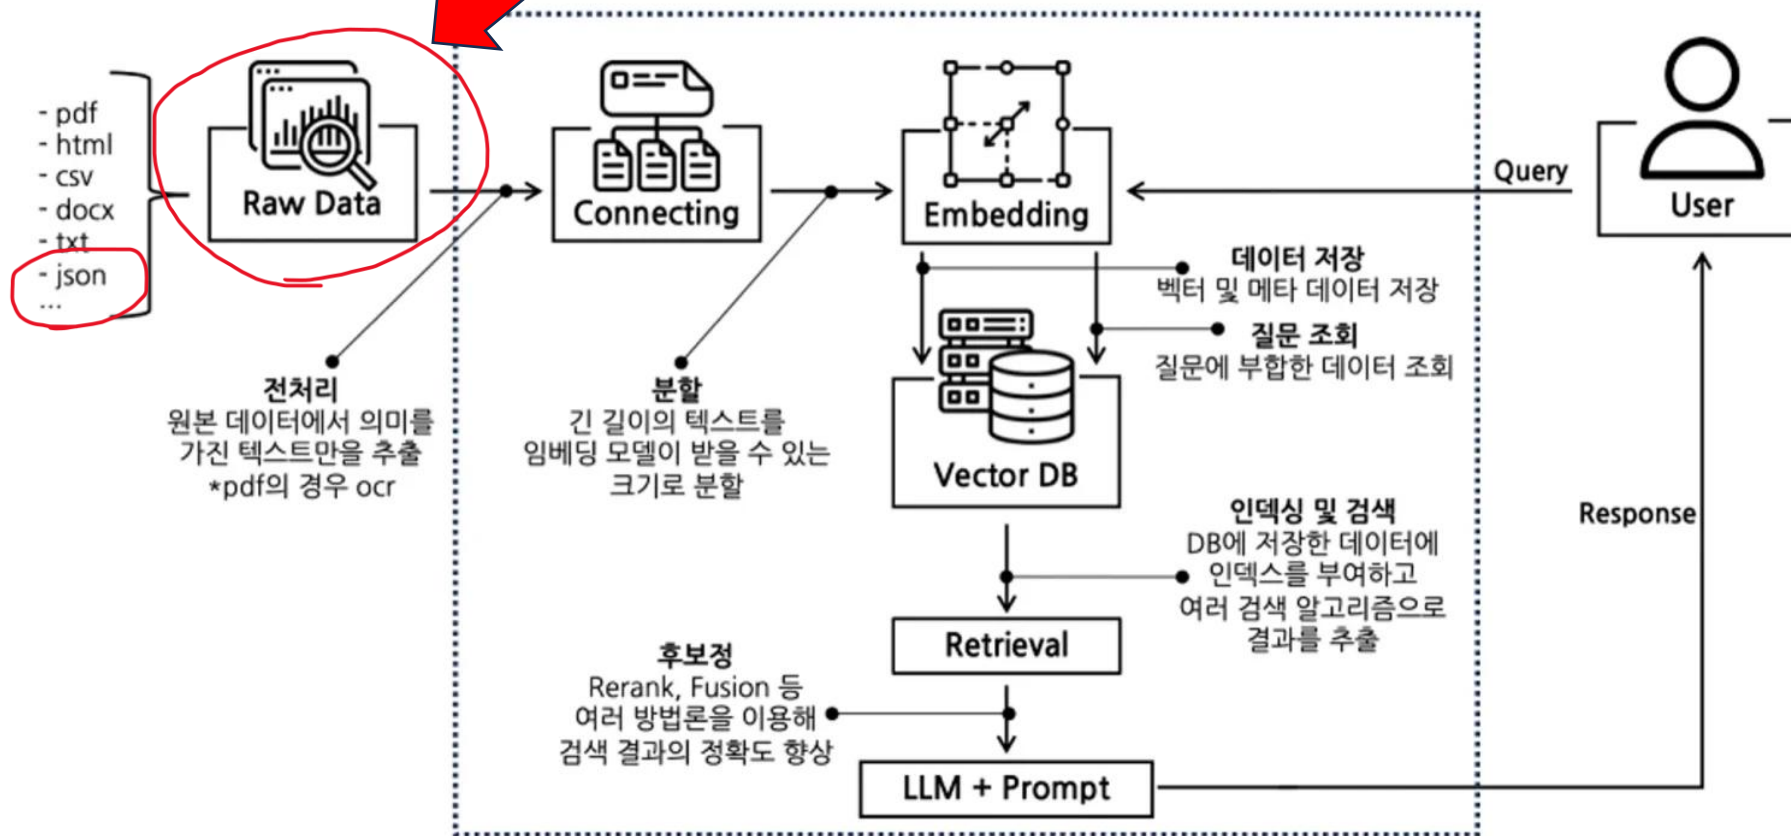 - pdf
- html
- csv
- docx
- txt
- json
...
Raw Data
Connecting
Embedding
Query
User
전처리
원본 데이터에서 의미를
가진 텍스트만을 추출
*pdf의 경우 ocr
분할
긴 길이의 텍스트를
임베딩 모델이 받을 수 있는
크기로 분할
데이터 저장
벡터 및 메타 데이터 저장
질문 조회
질문에 부합한 데이터 조회
Vector DB
인덱싱 및 검색
DB에 저장한 데이터에
인덱스를 부여하고
여러 검색 알고리즘으로
결과를 추출
Response
Retrieval
후보정
Rerank, Fusion 등
여러 방법론을 이용해
검색 결과의 정확도 향상
LLM + Prompt